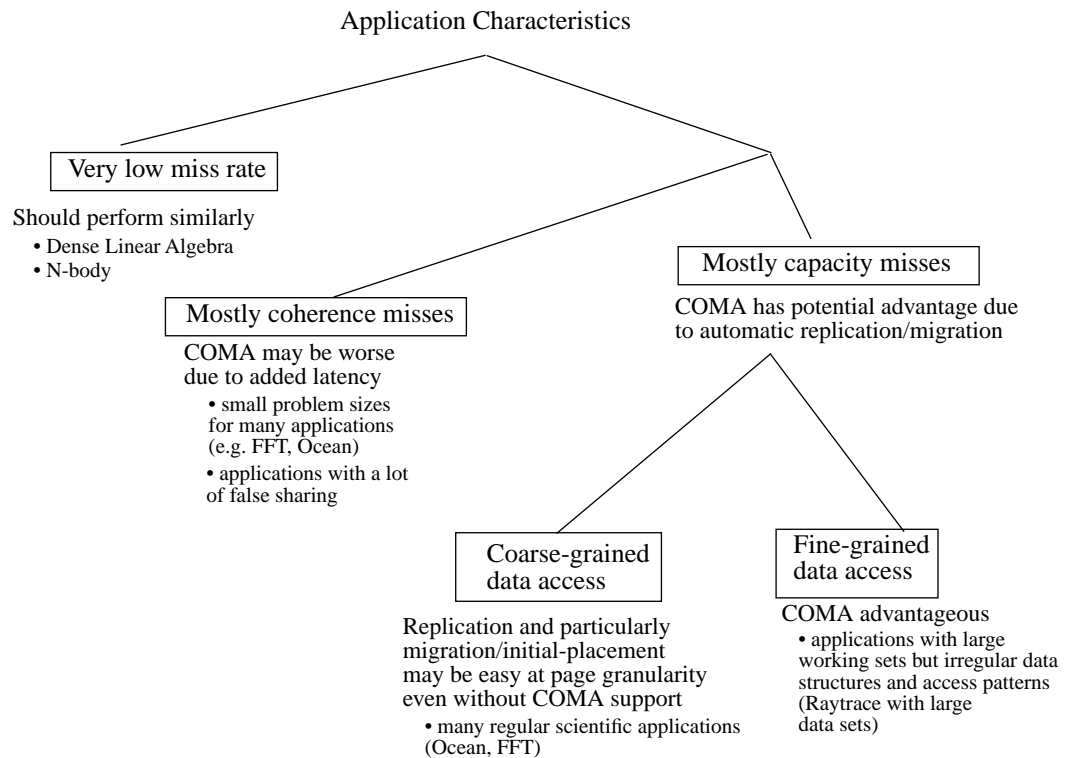 Application Characteristics
Very low miss rate
Should perform similarly
• Dense Linear Algebra
• N-body
Mostly coherence misses
COMA may be worse
due to added latency
• small problem sizes
for many applications
(e.g. FFT, Ocean)
• applications with a lot
of false sharing
Mostly capacity misses
COMA has potential advantage due
to automatic replication/migration
Coarse-grained
data access
Replication and particularly
migration/initial-placement
may be easy at page granularity
even without COMA support
• many regular scientific applications
(Ocean, FFT)
Fine-grained
data access
COMA advantageous
• applications with large
working sets but irregular data
structures and access patterns
(Raytrace with large
data sets)